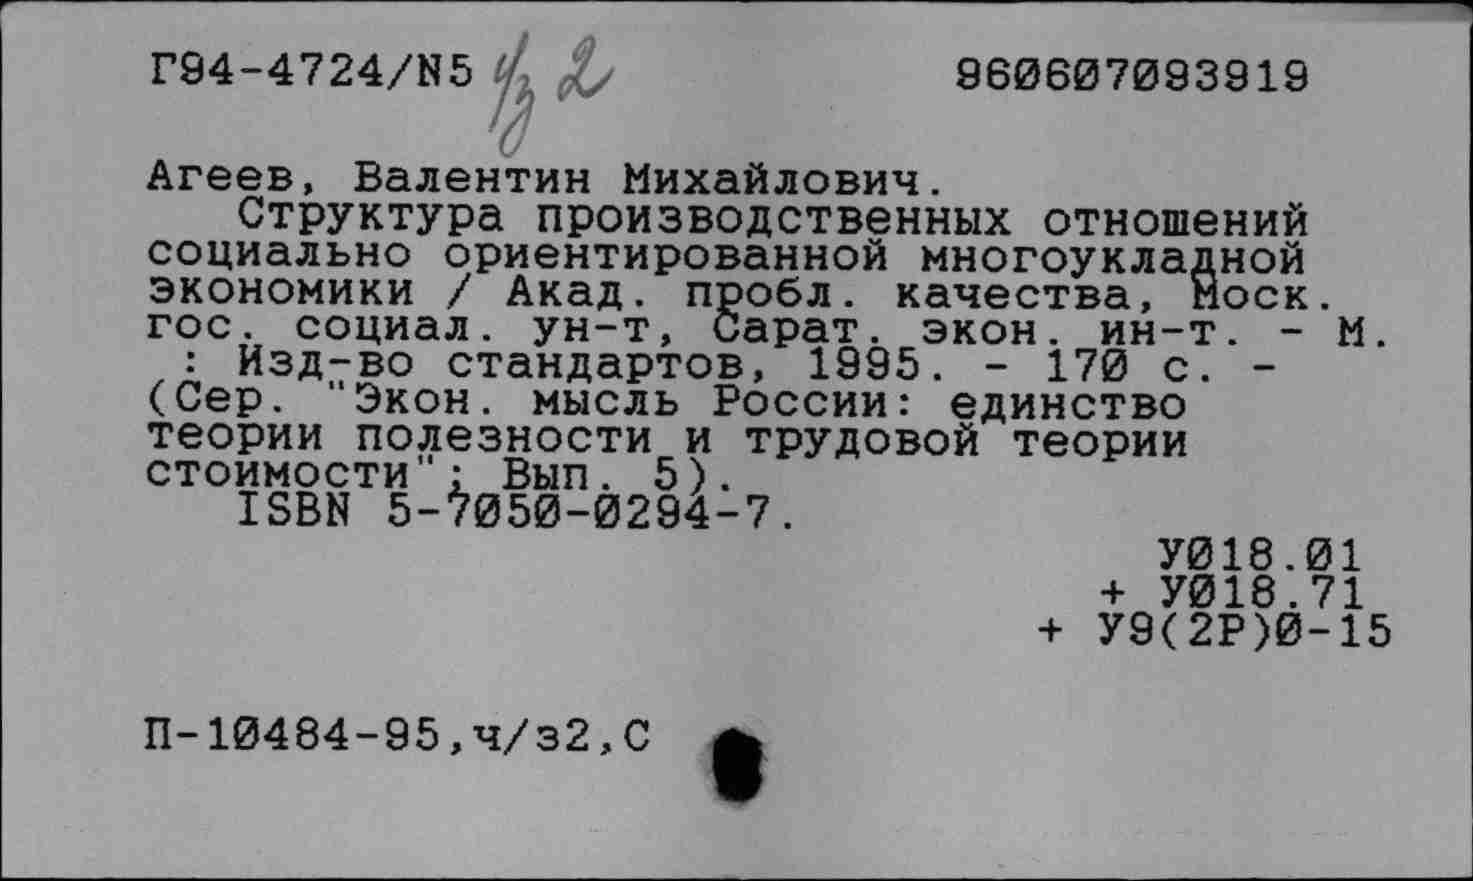 Г94-4724/N5 960607093919
Агеев, Валентин Михайлович.
Структура производственных отношений
социально ориентированной многоукладной
экономики / Акад. пробл. качества, Моск.
гос. социал. ун-т, Сарат. экон. ин-т. - М.
: Изд-во стандартов, 1995. - 170 с. -
(Сер. "Экон. мысль России: единство
теории полезности и трудовой теории
стоимости"; Вып. 5).
ISBN 5-7050-0294-7.
У018.01
+ У018.71
+ У9(2Р)0-15
П-10484-95,ч/з2,С